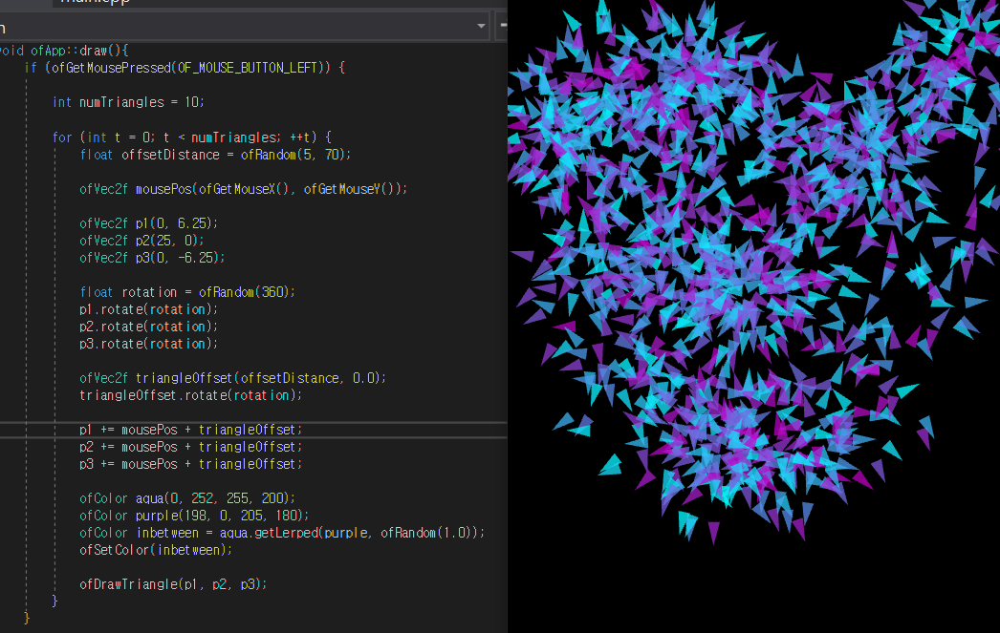 main.cpp
void ofApp::draw(){
if (ofGetMousePressed(OF_MOUSE_BUTTON_LEFT)) {
int numTriangles = 10;
for (int t = 0; t < numTriangles; ++t) {
float offsetDistance = ofRandom(5, 70);
ofVec2f mousePos(ofGetMouseX(), ofGetMouseY());
ofVec2f p1(0, 6.25);
ofVec2f p2(25, 0);
ofVec2f p3(0, -6.25);
float rotation = ofRandom(360);
p1.rotate(rotation);
p2.rotate(rotation);
p3.rotate(rotation);
ofVec2f triangleOffset(offsetDistance, 0.0);
triangleOffset.rotate(rotation);
p1 += mousePos + triangleOffset;
p2 += mousePos + triangleOffset;
p3 += mousePos + triangleOffset;
ofColor aqua(0, 252, 255, 200);
ofColor purple(198, 0, 205, 180);
ofColor inbetween = aqua.getLerped(purple, ofRandom(1.0));
ofSetColor(inbetween);
ofDrawTriangle(p1, p2, p3);
}
}